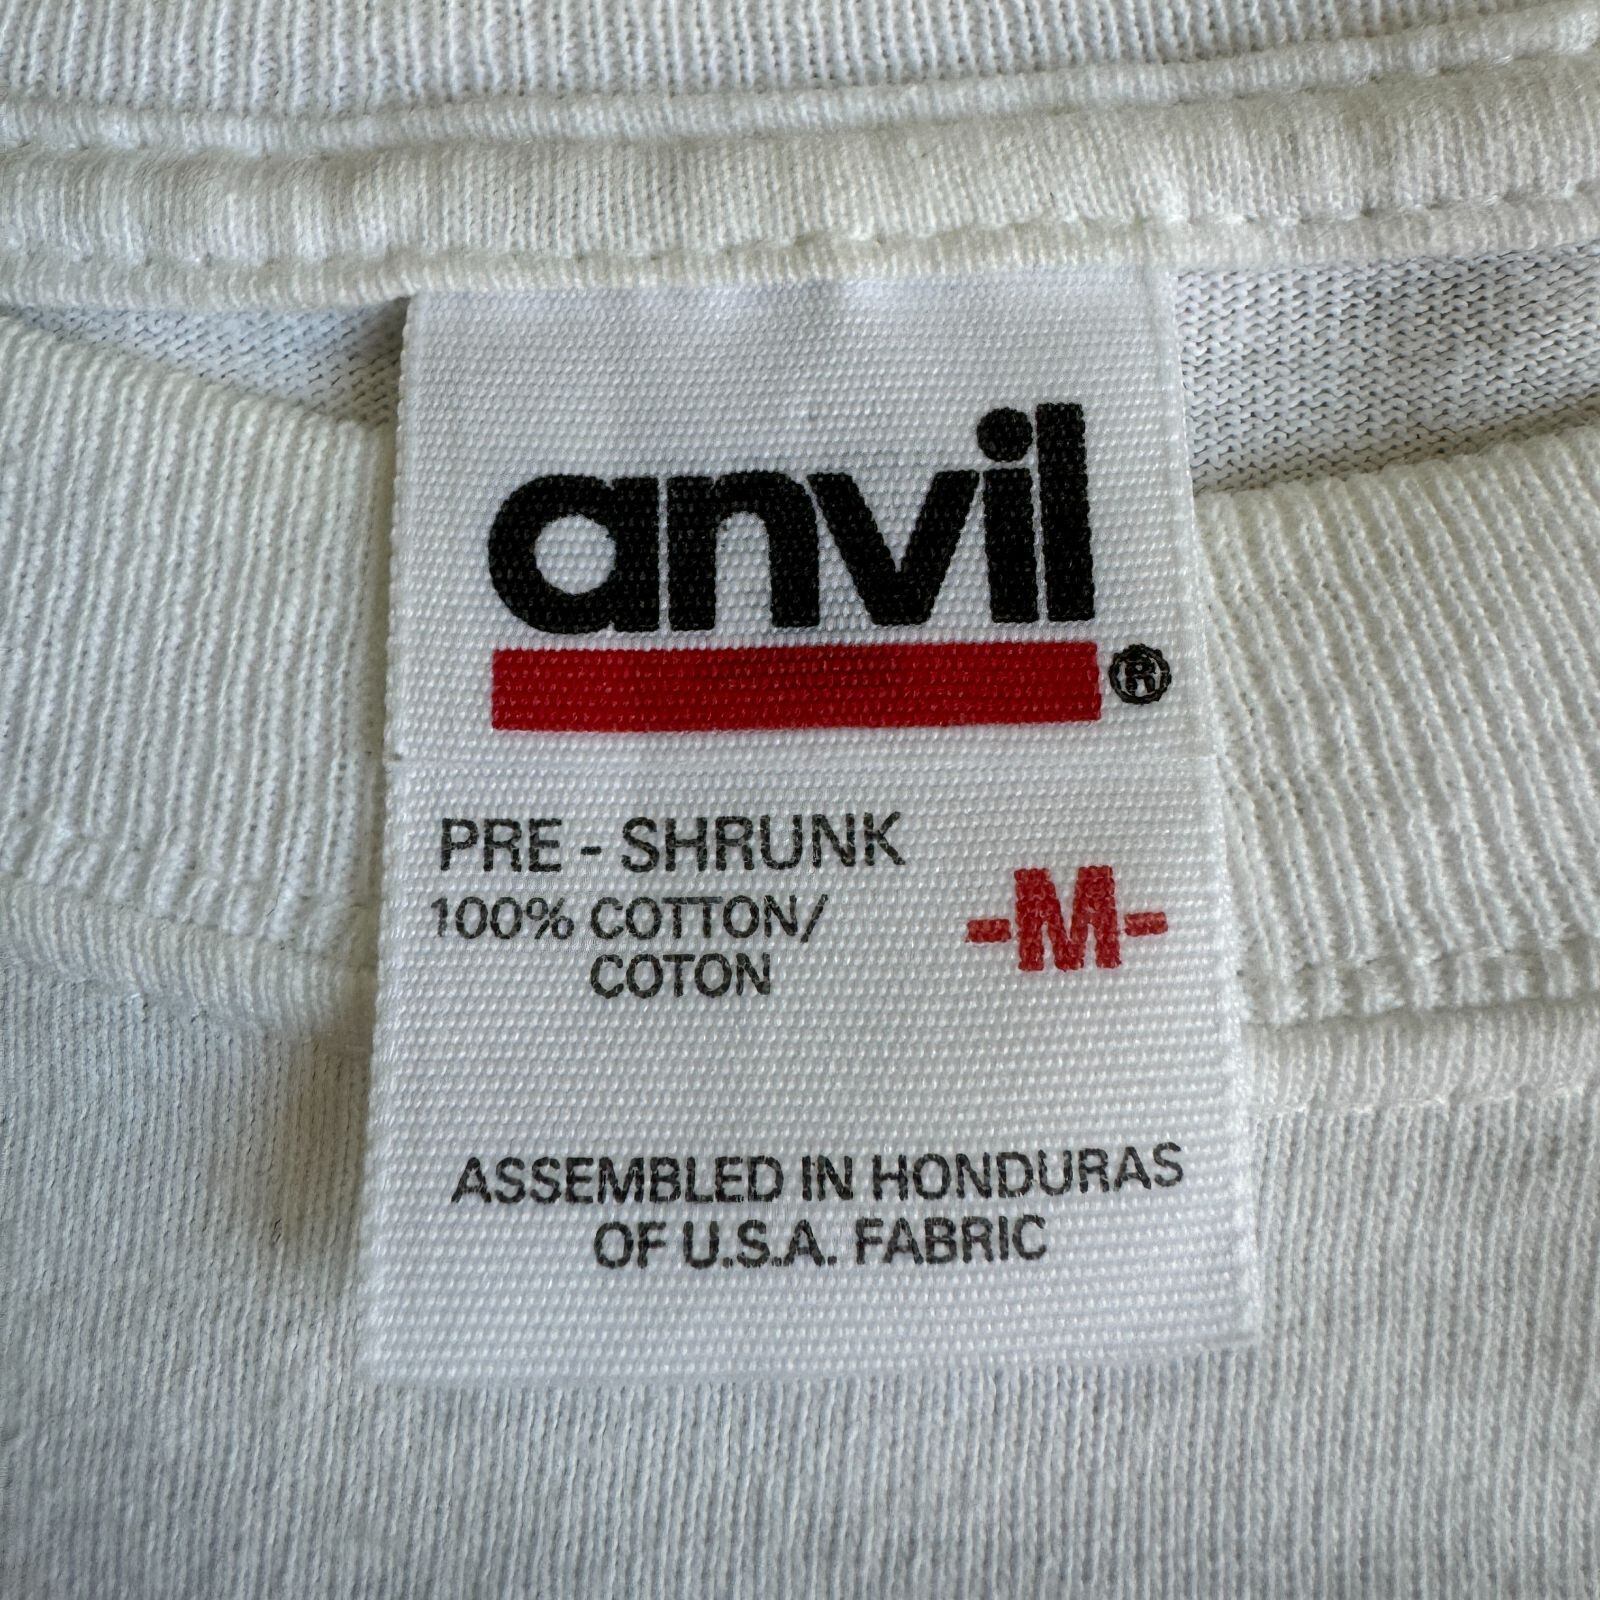 anvil®
PRE - SHRUNK
100% COTTON/
COTON
-M-
ASSEMBLED IN HONDURAS
OF U.S.A. FABRIC